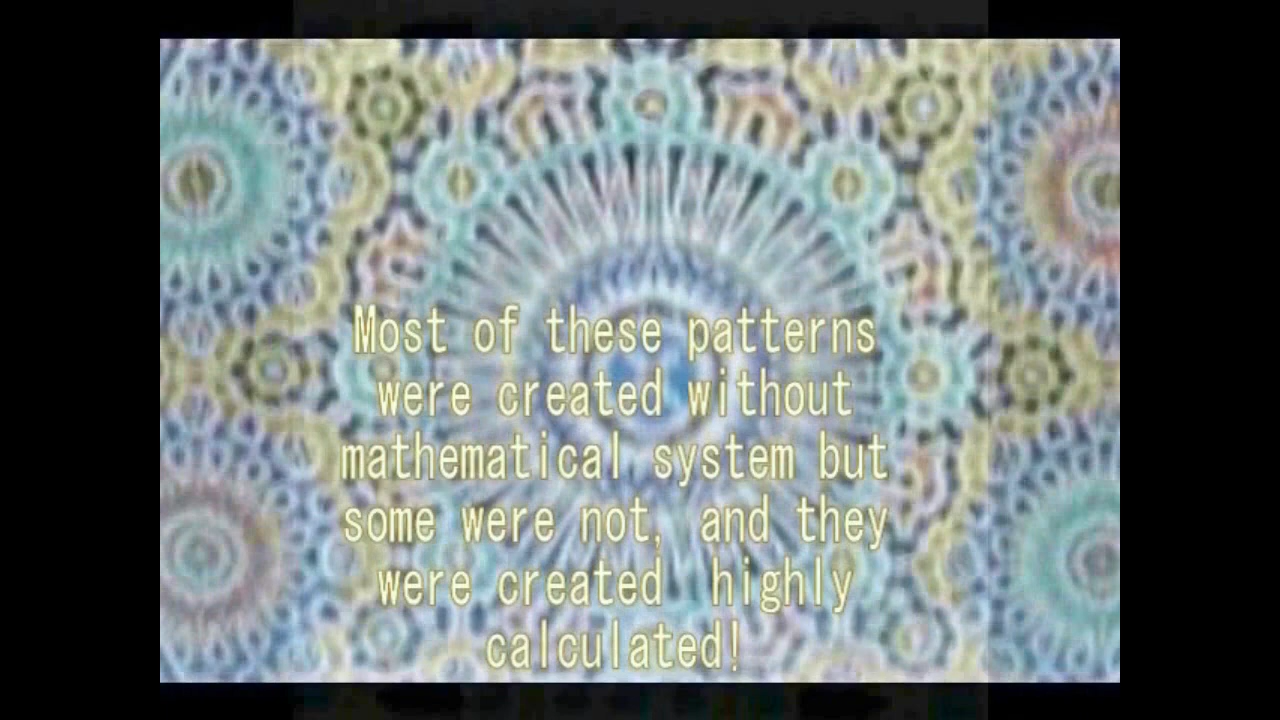 Most of these patterns
were created without
mathematical system but
some were not, and they
were created highly
calculated!